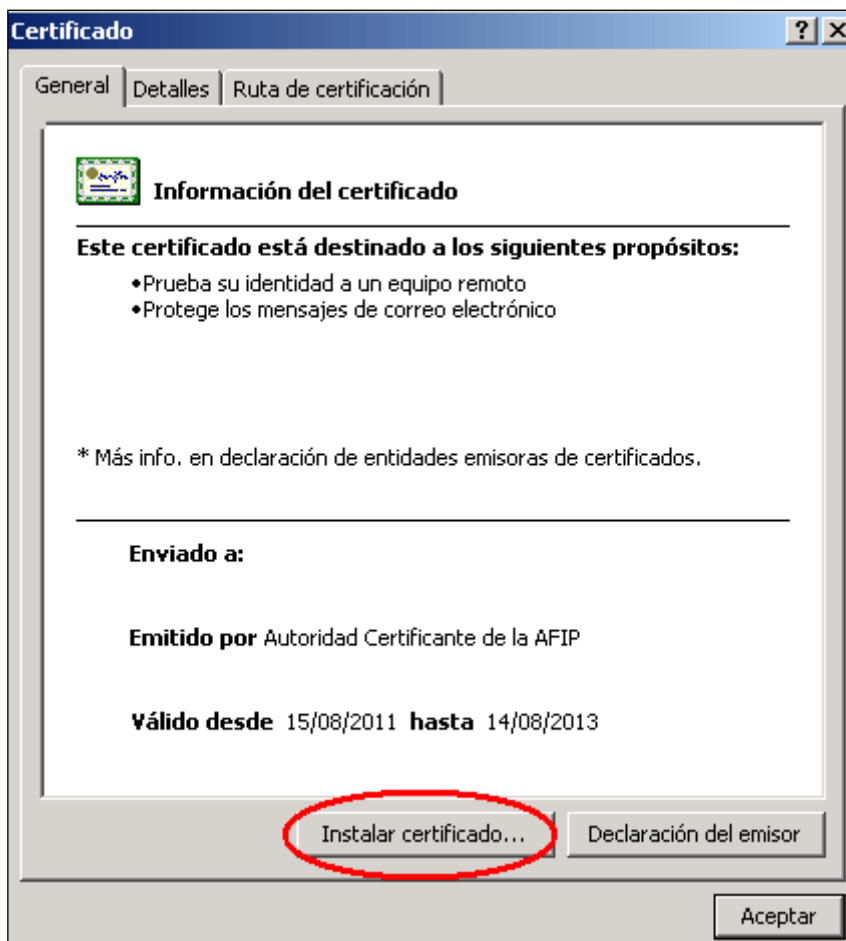 Certificado
General Detalles Ruta de certificación
Información del certificado
Este certificado está destinado a los siguientes propósitos:
•Prueba su identidad a un equipo remoto
•Protege los mensajes de correo electrónico
* Más info. en declaración de entidades emisoras de certificados.
Enviado a:
Emitido por Autoridad Certificante de la AFIP
Válido desde 15/08/2011 hasta 14/08/2013
Instalar certificado... Declaración del emisor
Aceptar